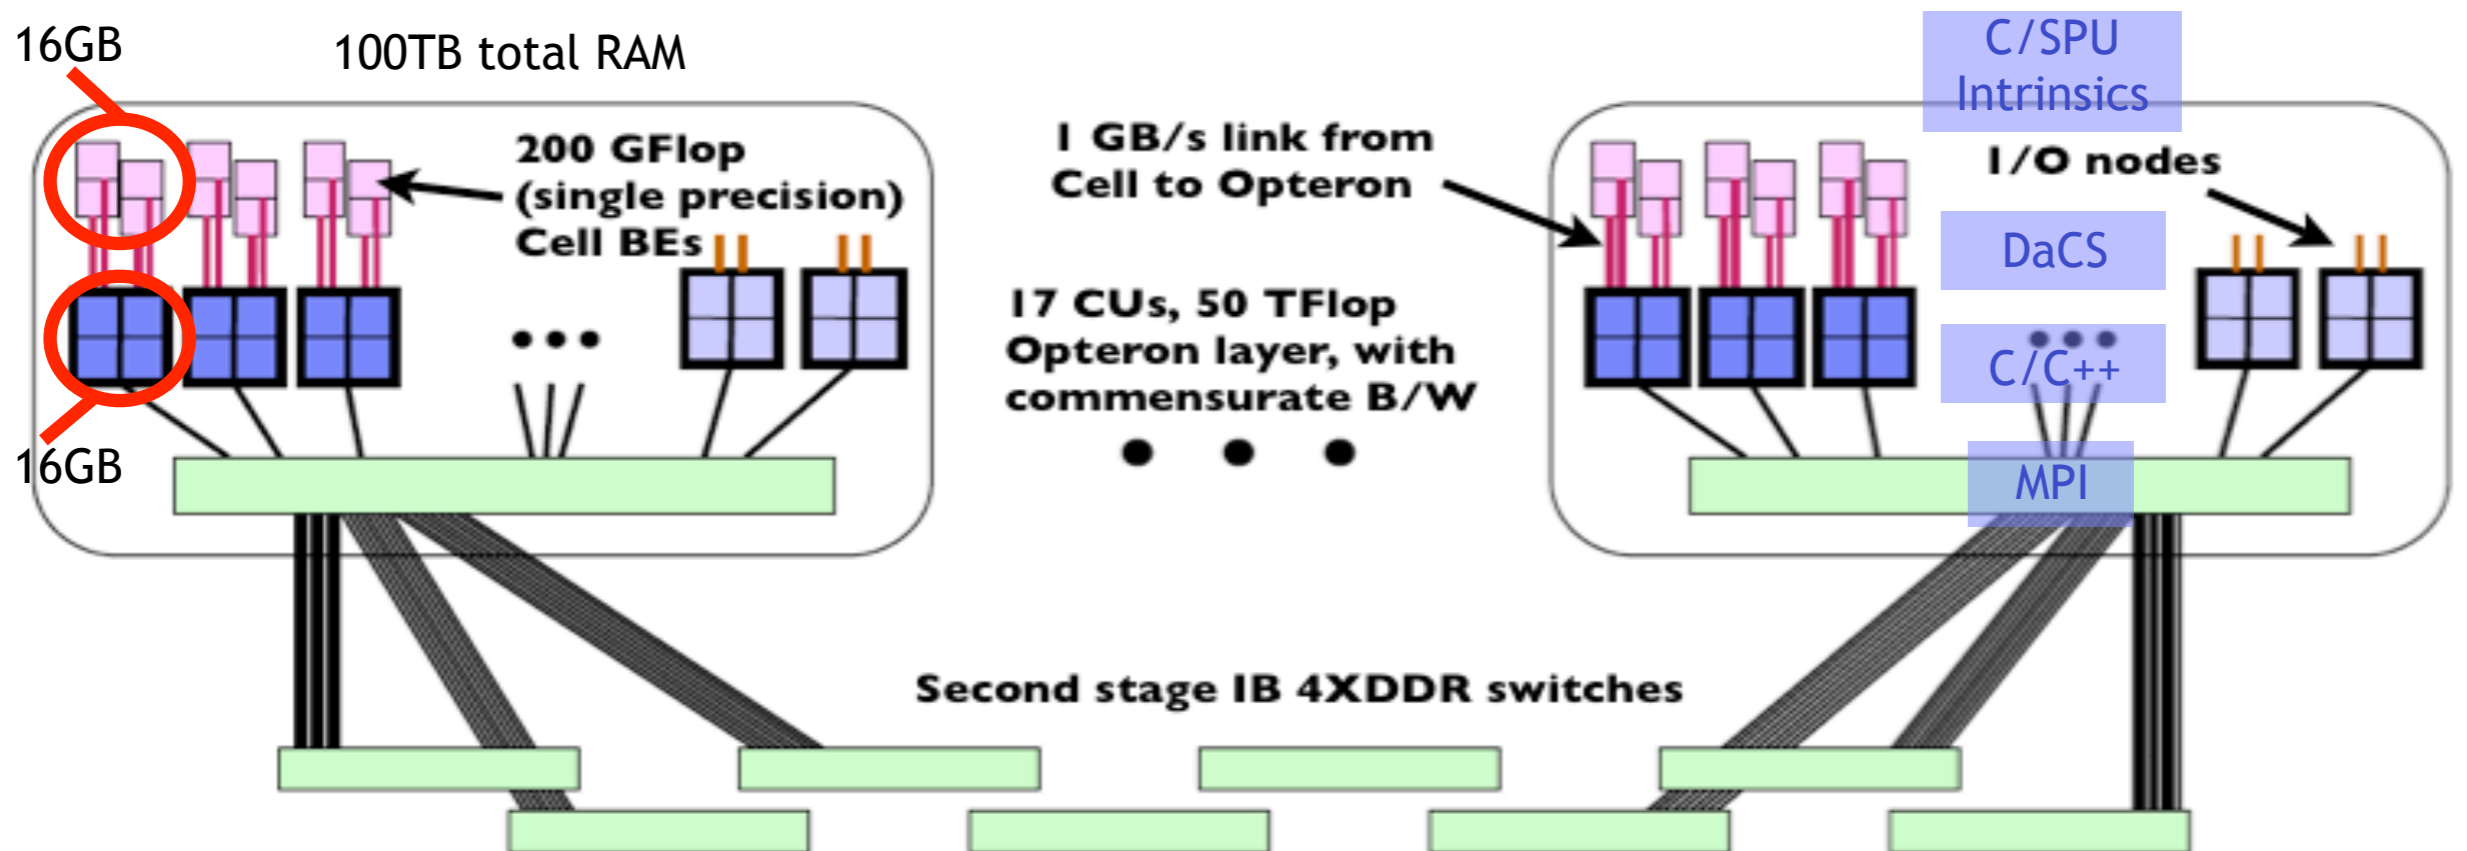 16GB
100TB total RAM
200 GFlop
(single precision)
Cell BEs
16GB
1 GB/s link from
Cell to Opteron
17 CUs, 50 TFlop
Opteron layer, with
commensurate B/W
C/SPU
Intrinsics
I/O nodes
DaCS
C/C++
MPI
Second stage IB 4XDDR switches